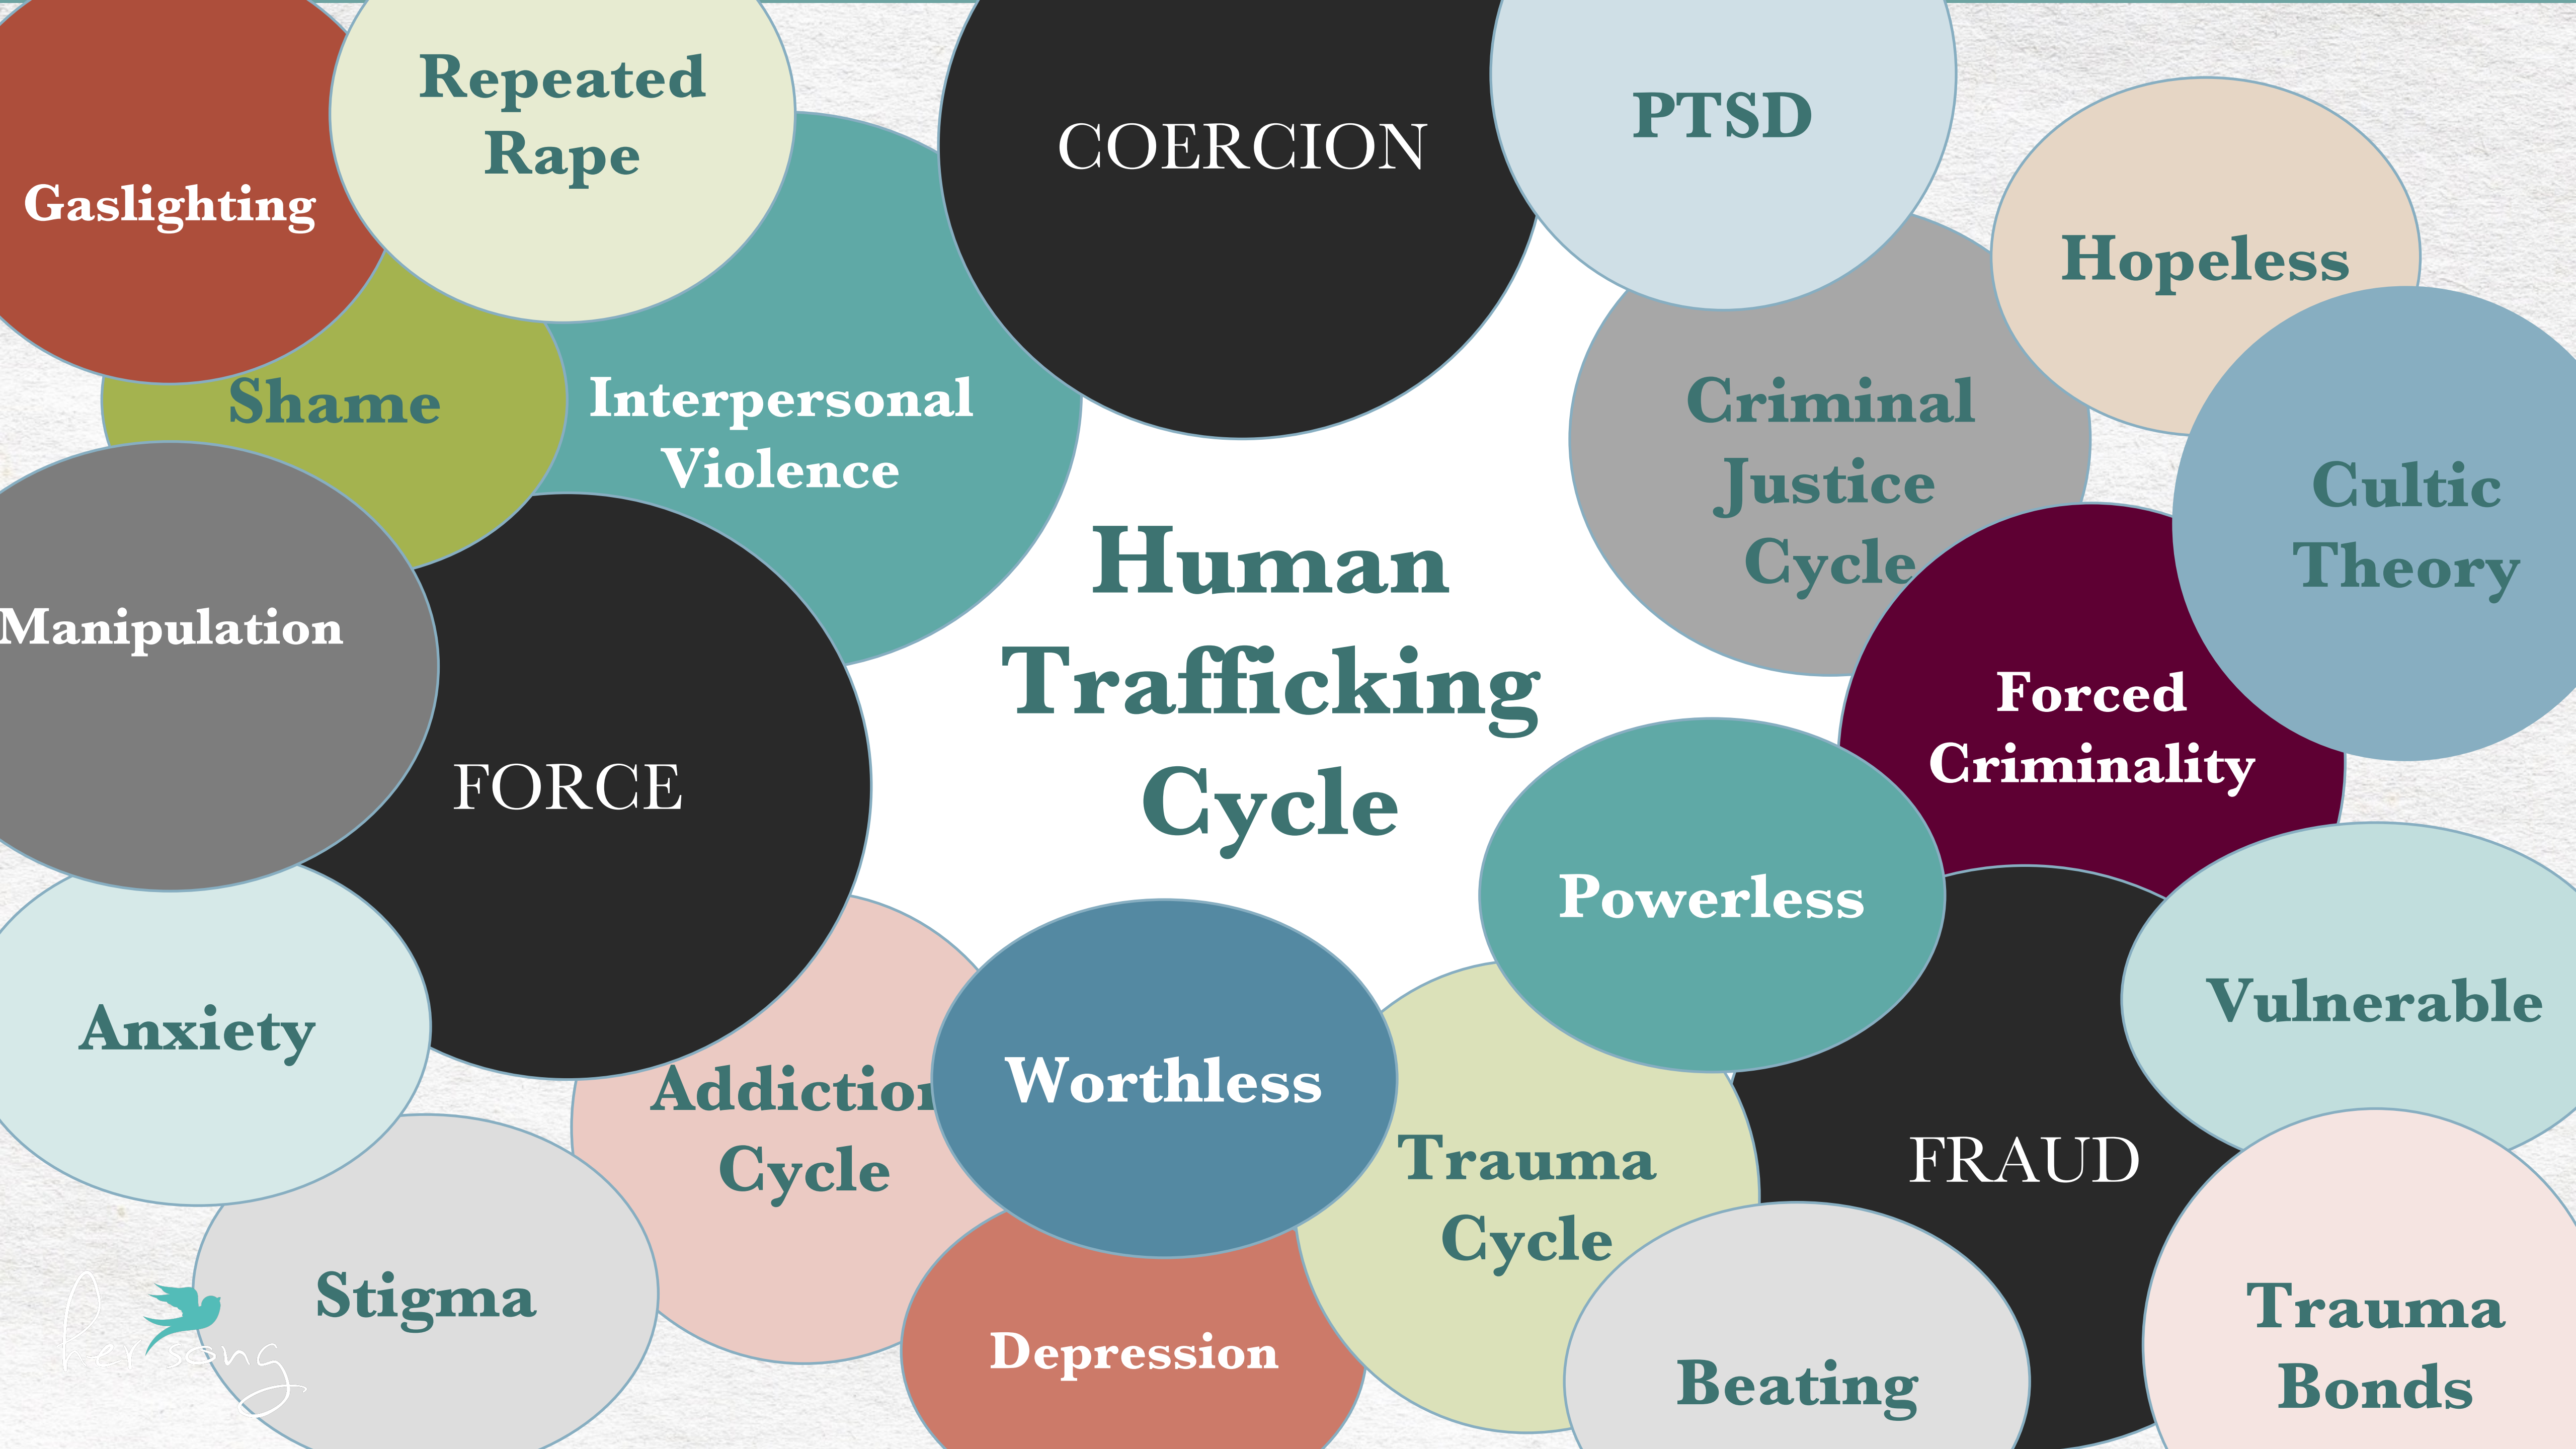 Gaslighting
Repeated
Rape
COERCION
PTSD
Hopeless
Shame
Interpersonal
Violence
Criminal
Justice
Cycle
Cultic
Theory
Manipulation
FORCE
Human
Trafficking
Cycle
Forced
Criminality
Powerless
Anxiety
Addiction
Cycle
Worthless
Trauma
Cycle
FRAUD
Vulnerable
Stigma
Depression
Beating
Trauma
Bonds
hersong